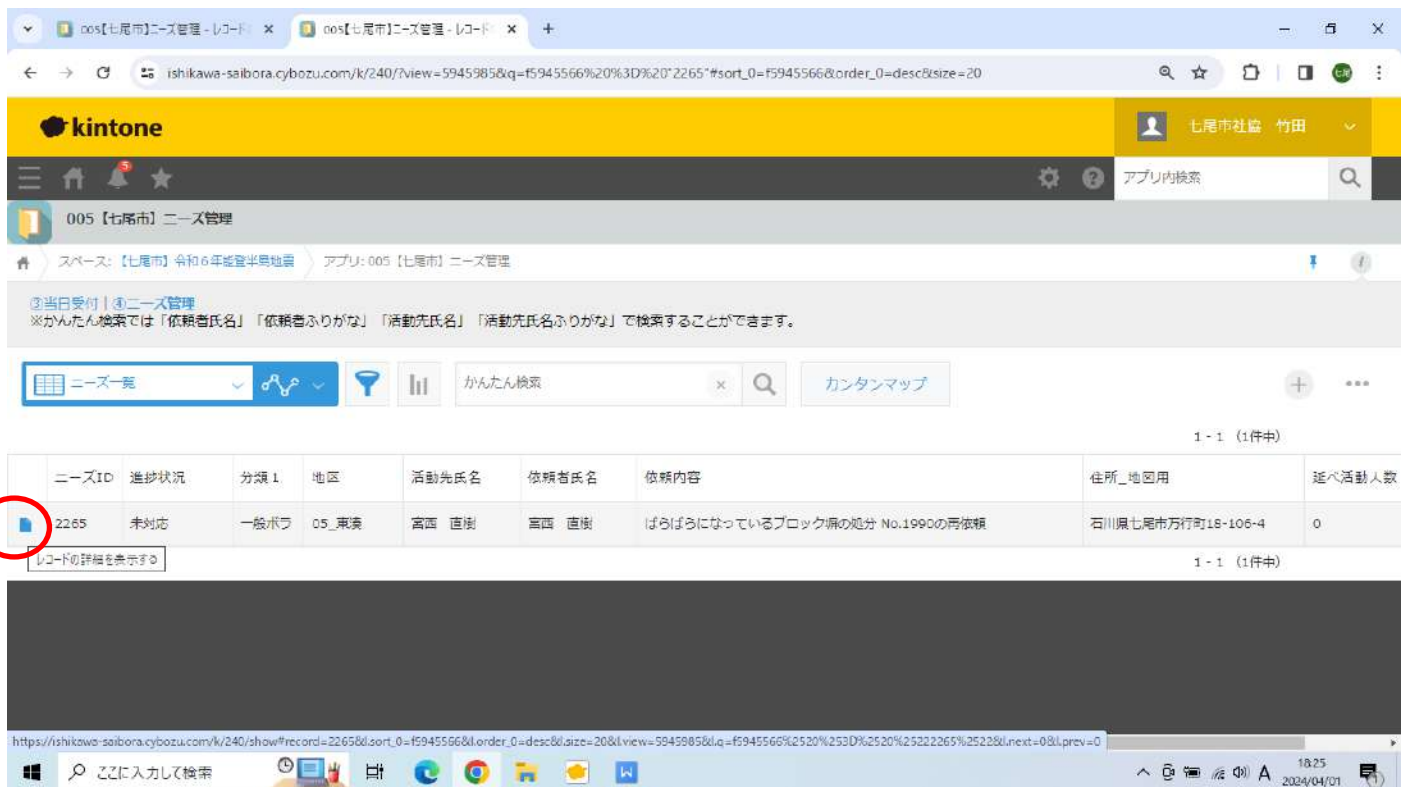 005【七尾市】ニーズ管理 - レコード
005【七尾市】ニーズ管理 - レコード
ishikawa-saibora.cybozu.com/k/240/?view=5945985&q=f5945566%20%3D%20"2265"#sort_0=f5945566&order_0=desc&size=20
七尾
kintone
七尾市社協 竹田
5
アプリ内検索
005【七尾市】ニーズ管理
スペース: 【七尾市】令和6年能登半島地震
アプリ: 005【七尾市】ニーズ管理
③当日受付 | ④ニーズ管理
※かんたん検索では「依頼者氏名」「依頼者ふりがな」「活動先氏名」「活動先氏名ふりがな」で検索することができます。
ニーズ一覧
かんたん検索
カンタンマップ
1 - 1 (1件中)
ニーズID 進捗状況 分類1 地区 活動先氏名 依頼者氏名 依頼内容 住所_地図用 延べ活動人数
2265 未対応 一般ボラ 05_東湊 宮西 直樹 宮西 直樹 ばらばらになっているブロック塀の処分 No.1990の再依頼 石川県七尾市万行町18-106-4 0
レコードの詳細を表示する
1 - 1 (1件中)
https://ishikawa-saibora.cybozu.com/k/240/show#record=2265&l.sort_0=f5945566&l.order_0=desc&l.size=20&l.view=5945985&l.q=f5945566%2520%253D%2520%25222265%2522&l.next=0&l.prev=0
ここに入力して検索
A
18:25
2024/04/01
1